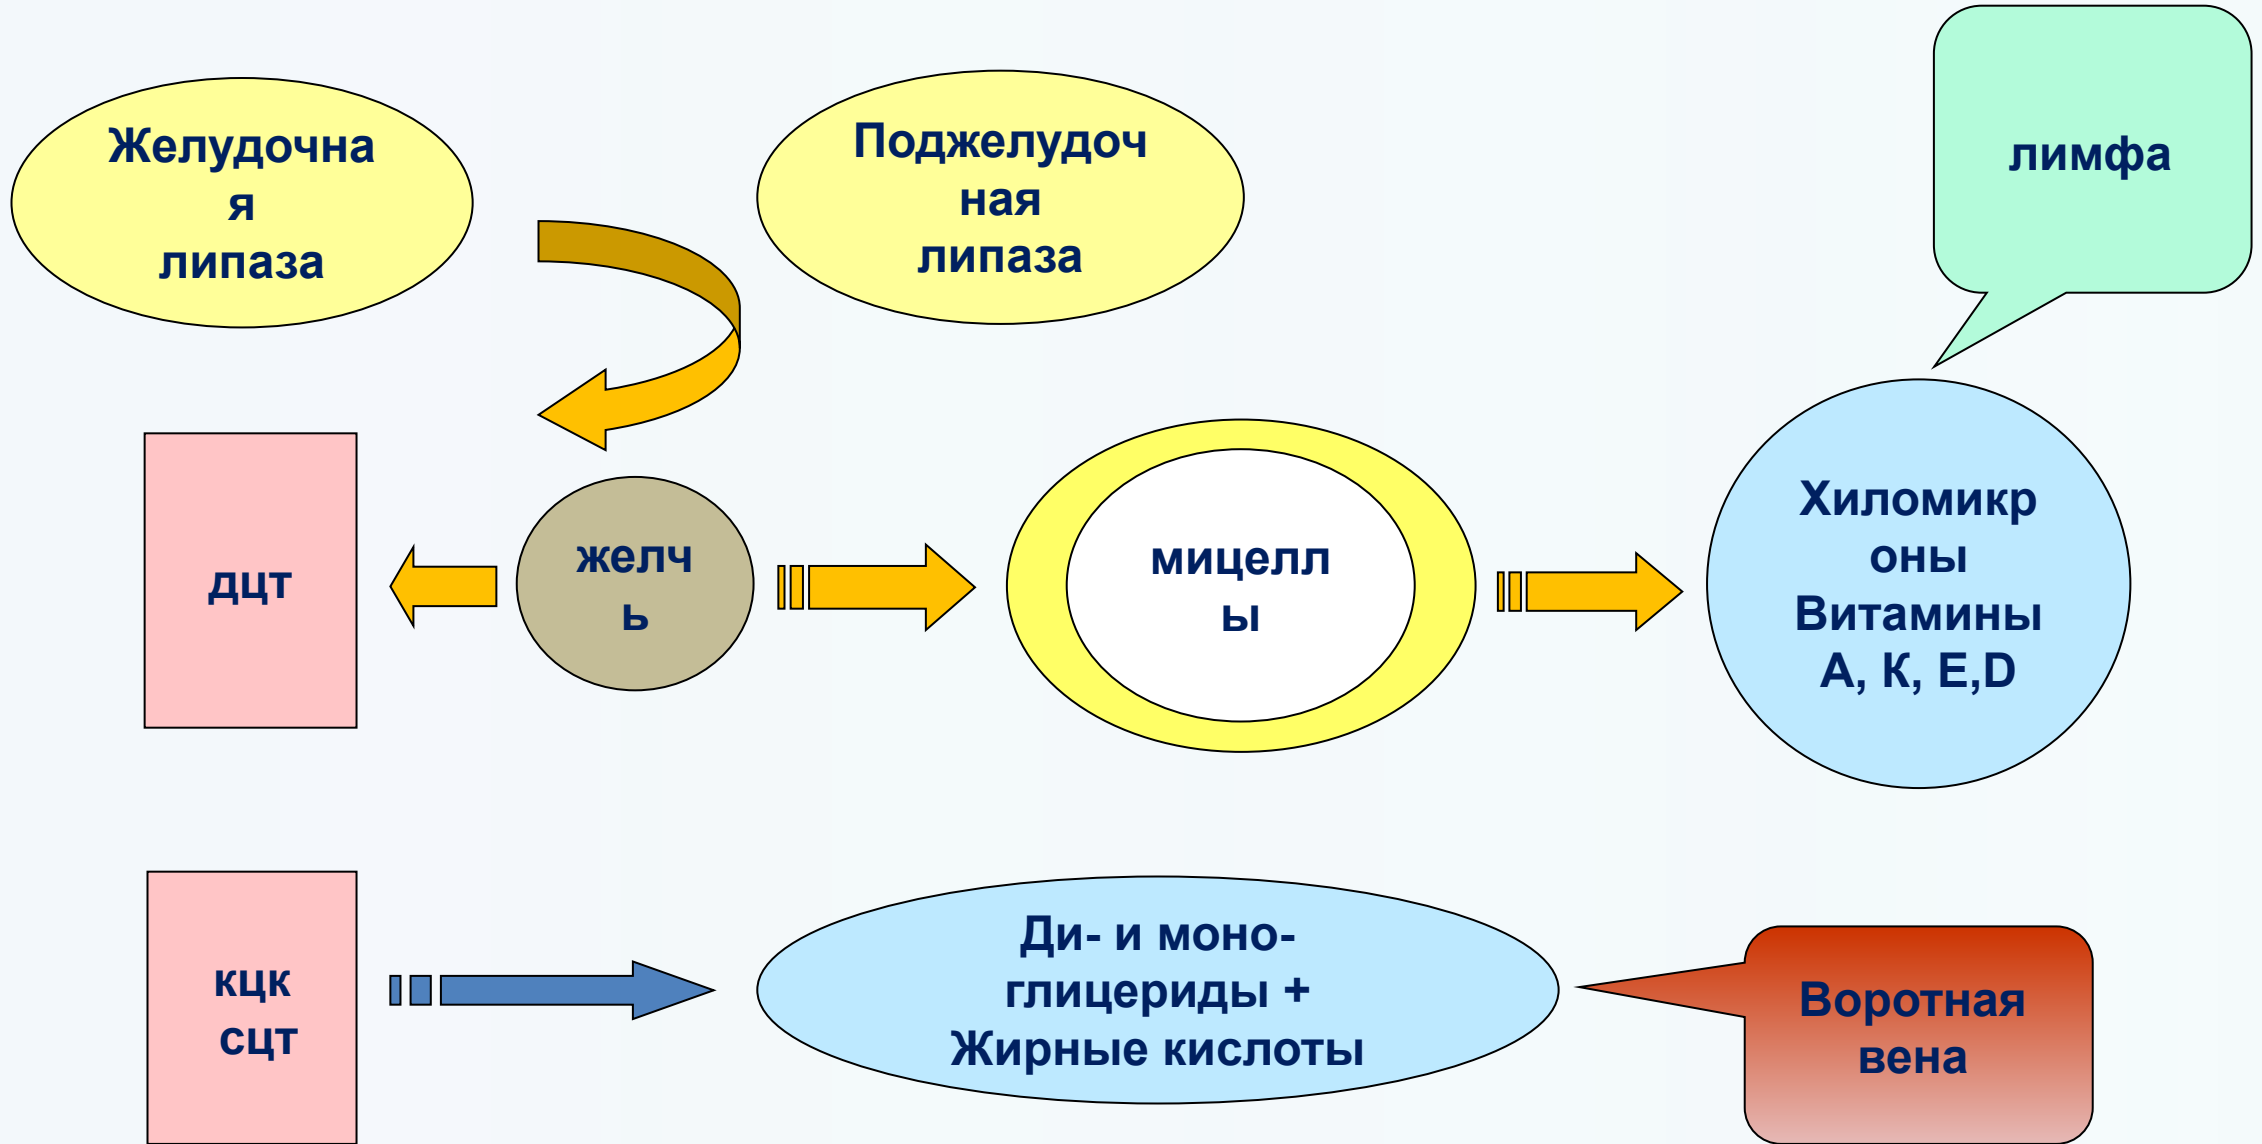 Желудочна
я
липаза
Поджелудоч
ная
липаза
лимфа
дцт
желч
ь
мицелл
ы
Хиломикр
оны
Витамины
А, К, Е,D
кцк
сцт
Ди- и моно-
глицериды +
Жирные кислоты
Воротная
вена